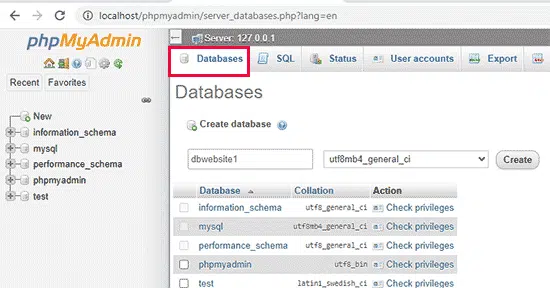 localhost/phpmyadmin/server_databases.php?lang=en
phpMyAdmin
Server: 127.0.0.1
Databases SQL Status User accounts Export
Recent Favorites
Databases
New
information_schema
mysql
performance_schema
phpmyadmin
test
Create database
dbwebsite1 utf8mb4_general_ci Create
Database Collation Action
information_schema utf8_general_ci Check privileges
mysql utf8mb4_general_ci Check privileges
performance_schema utf8_general_ci Check privileges
phpmyadmin utf8_bin Check privileges
test latin1_swedish_ci Check privileges